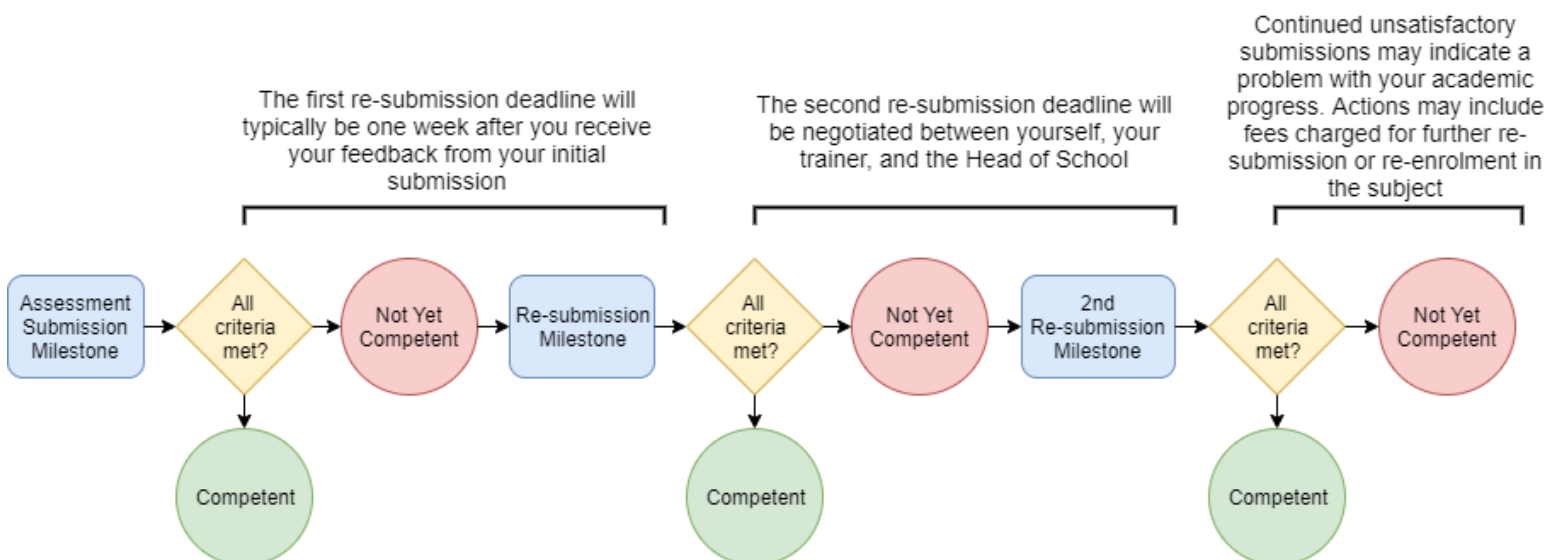 The first re-submission deadline will
typically be one week after you receive
your feedback from your initial
submission
The second re-submission deadline will
be negotiated between yourself, your
trainer, and the Head of School
Continued unsatisfactory
submissions may indicate a
problem with your academic
progress. Actions may include
fees charged for further re-
submission or re-enrolment in
the subject
Assessment
Submission
Milestone
All
criteria
met?
Not Yet
Competent
Re-submission
Milestone
All
criteria
met?
Not Yet
Competent
2nd
Re-submission
Milestone
All
criteria
met?
Not Yet
Competent
Competent
Competent
Competent